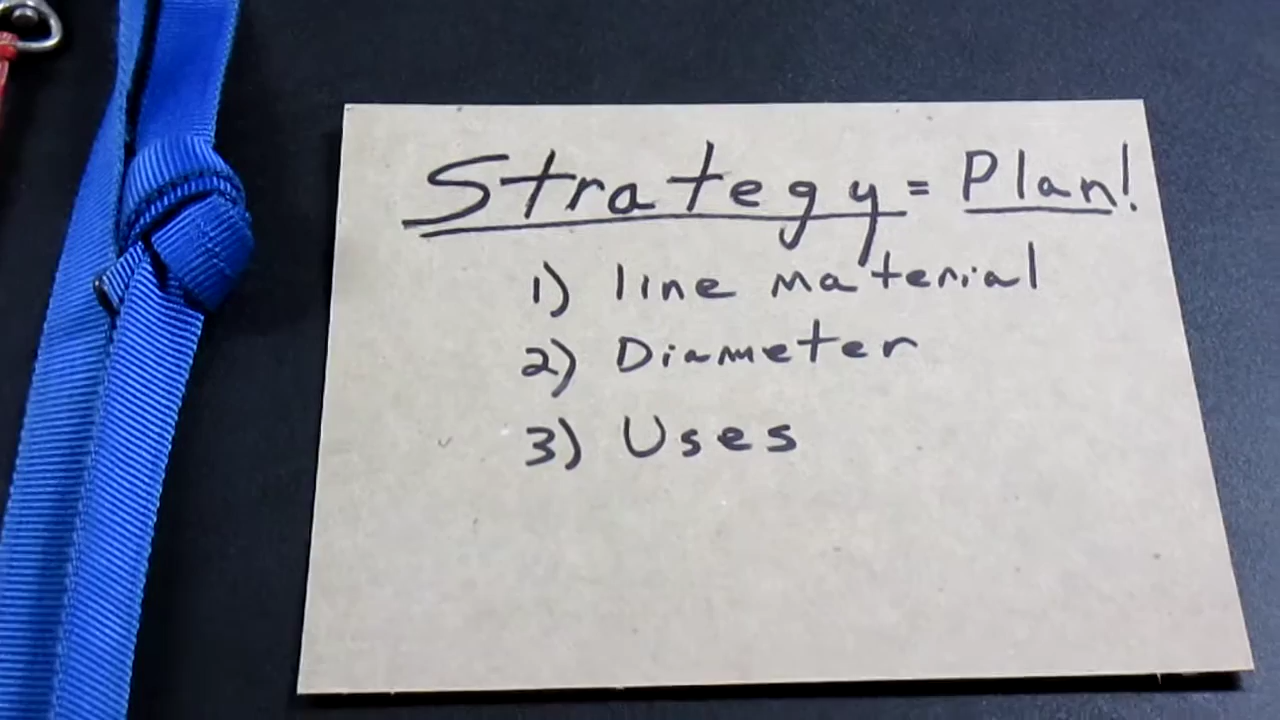 Strategy = Plan!
1) line material
2) Diameter
3) Uses